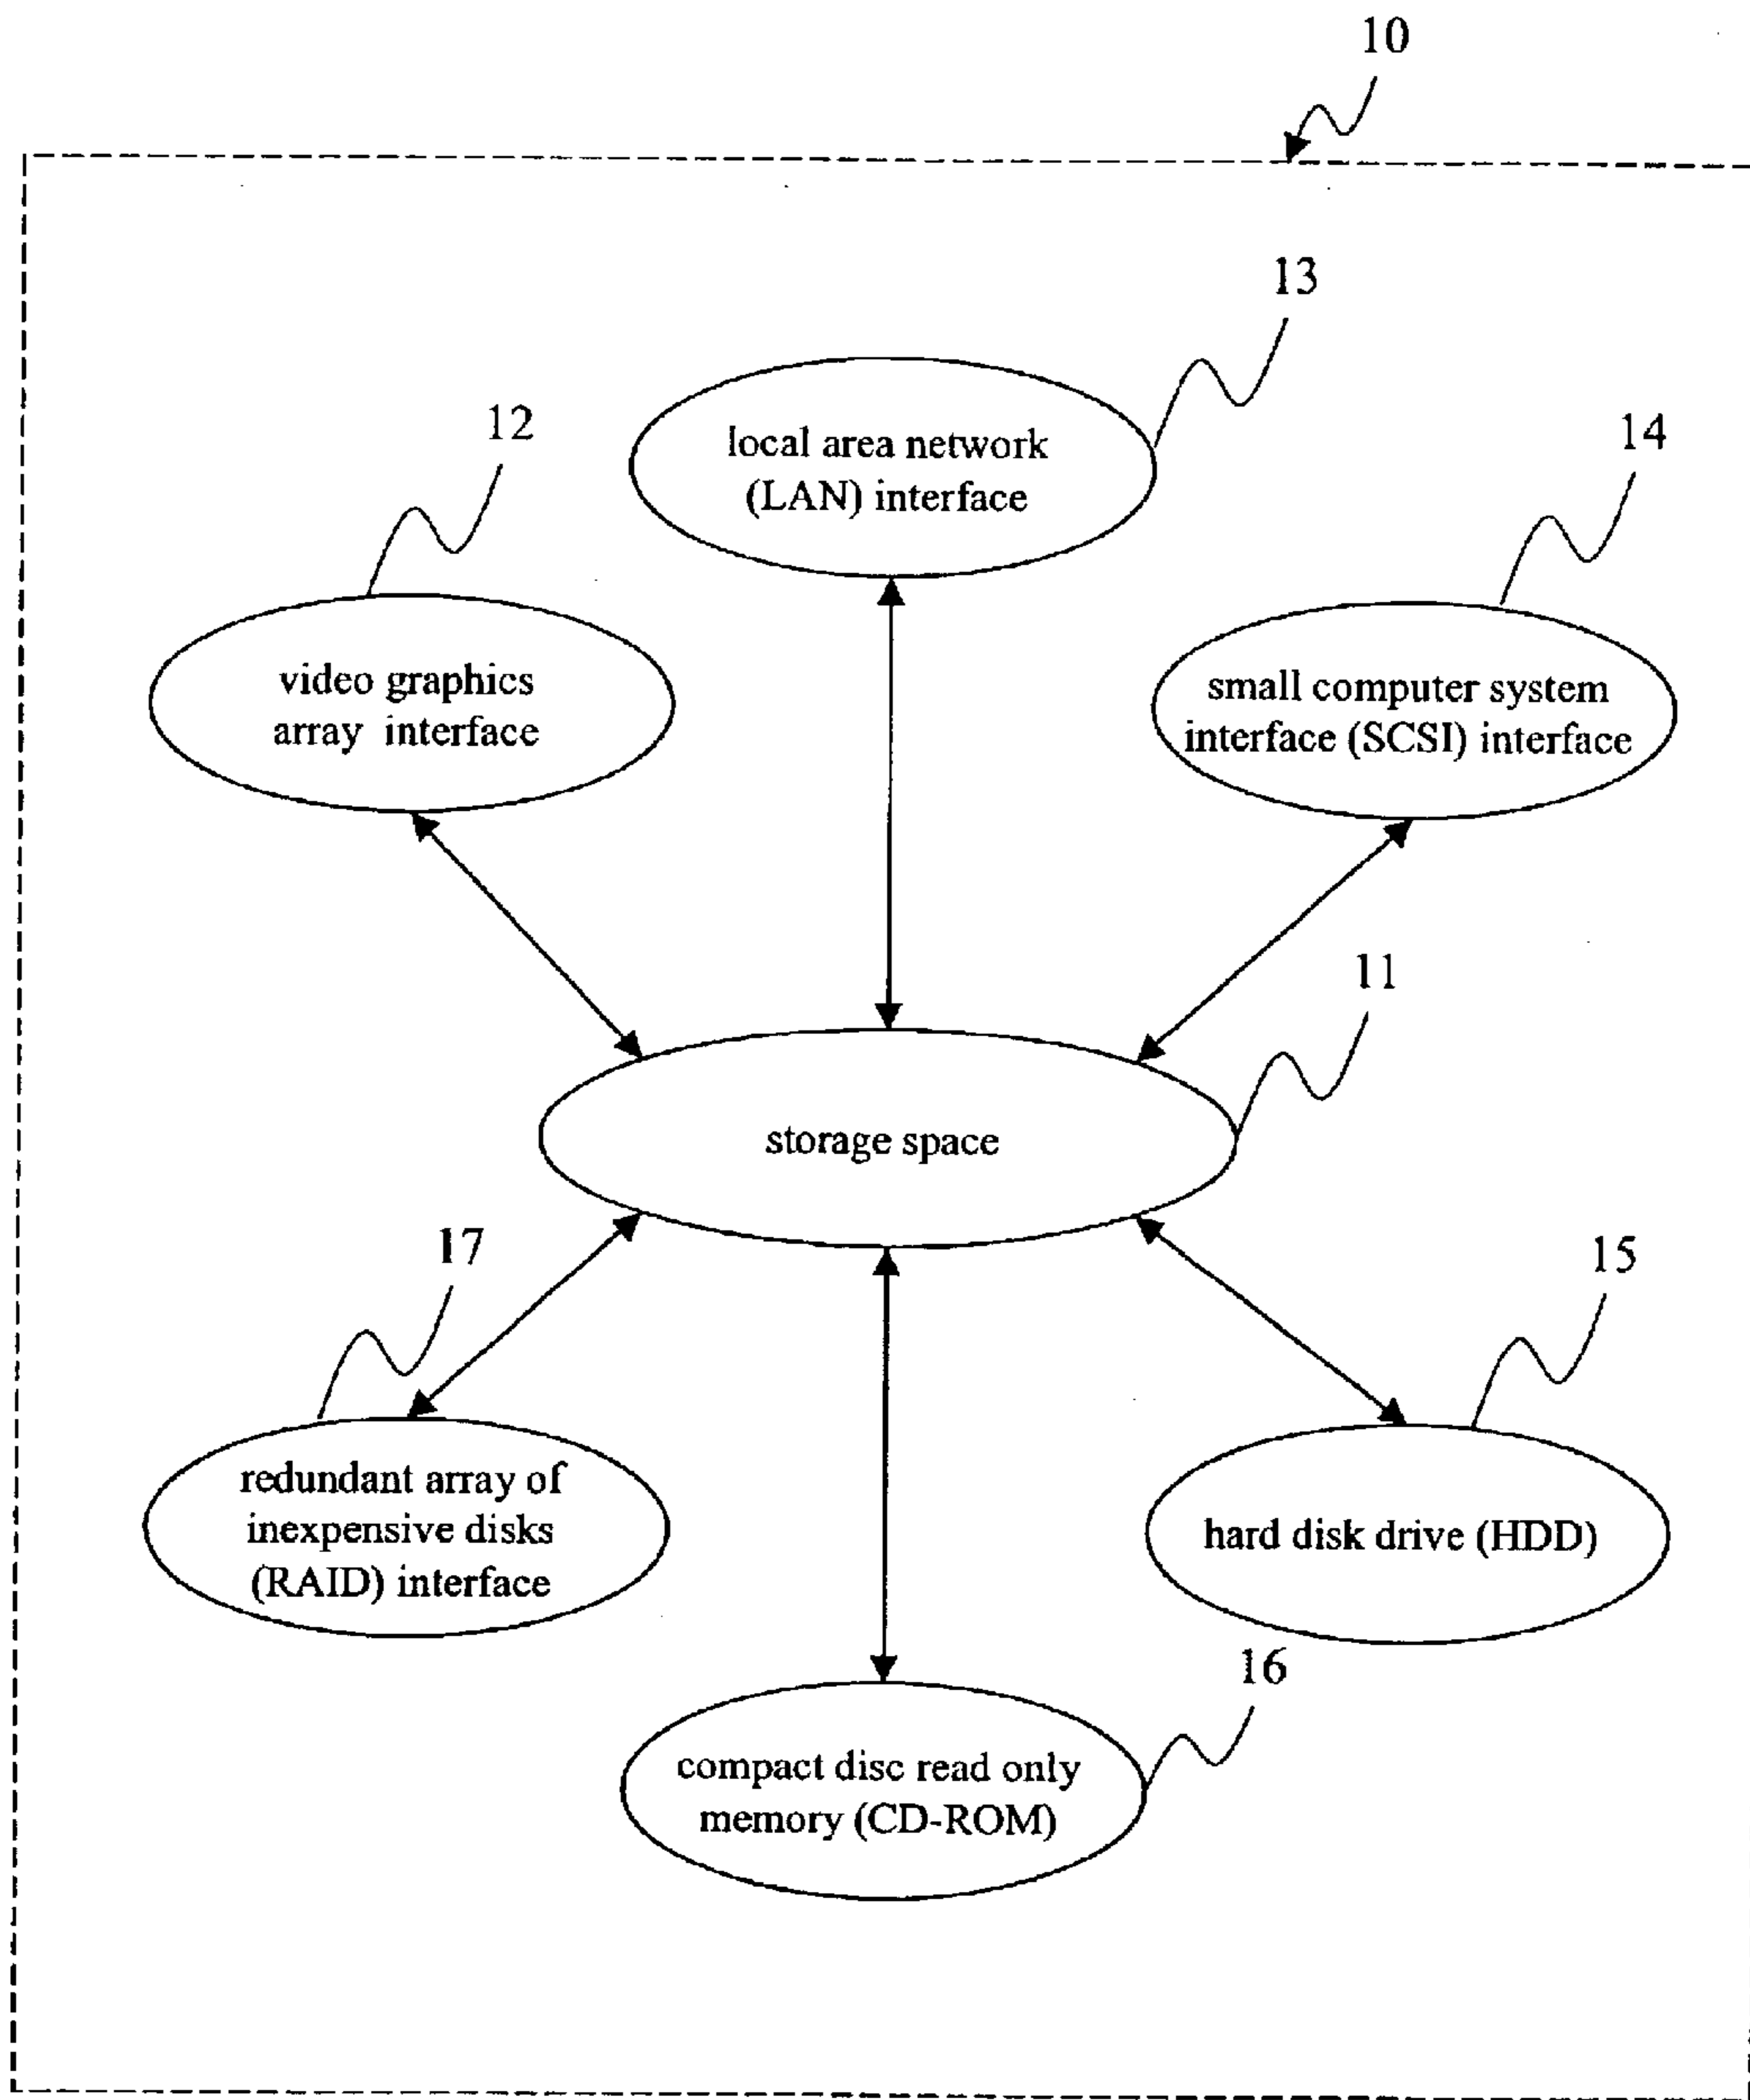 10
13
local area network
(LAN) interface
12
14
video graphics
array interface
small computer system
interface (SCSI) interface
11
storage space
17
15
redundant array of
inexpensive disks
(RAID) interface
hard disk drive (HDD)
16
compact disc read only
memory (CD-ROM)